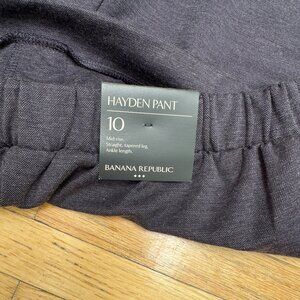 HAYDEN PANT
10
Mid rise.
Straight, tapered leg.
Ankle length.
BANANA REPUBLIC